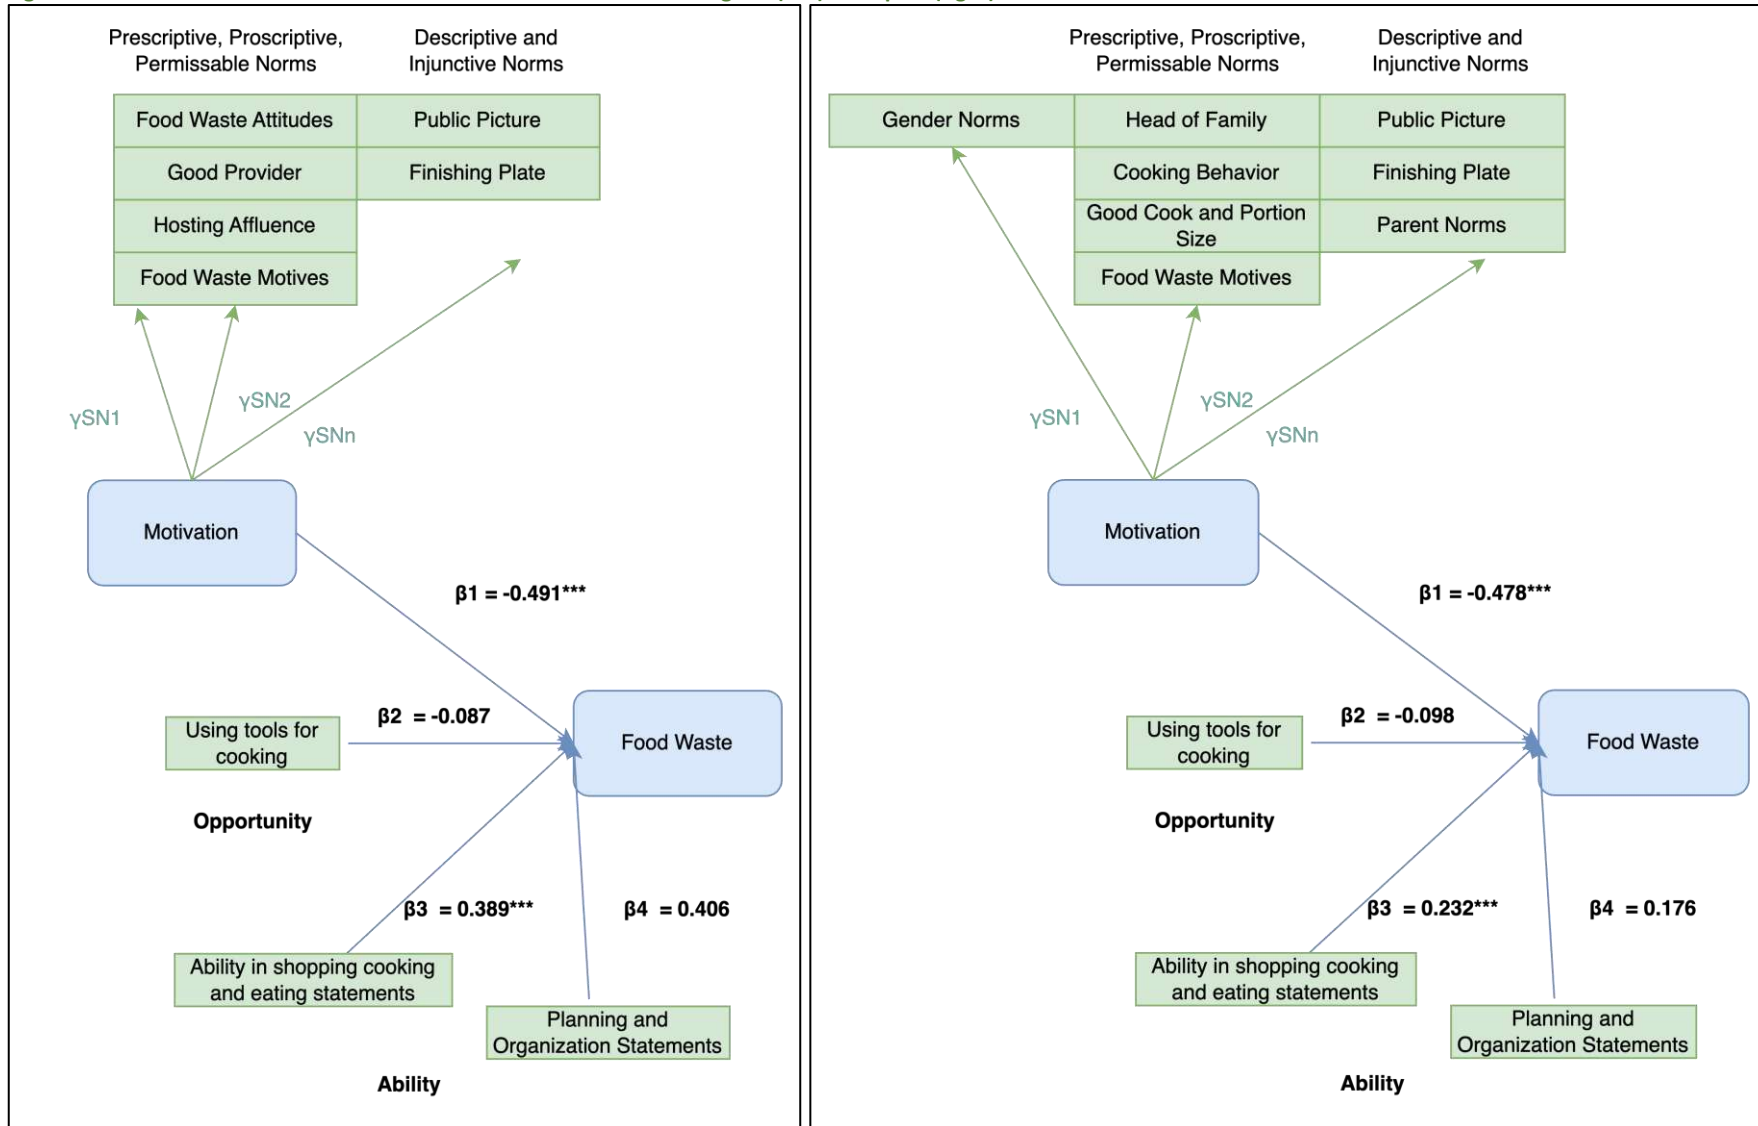 Prescriptive, Proscriptive,
Permissable Norms
Descriptive and
Injunctive Norms
Food Waste Attitudes
Public Picture
Good Provider
Finishing Plate
Hosting Affluence
Food Waste Motives
γSN1
γSN2
γSNn
Motivation
β1 = -0.491***
β2 = -0.087
Using tools for
cooking
Food Waste
Opportunity
β3 = 0.389***
β4 = 0.406
Ability in shopping cooking
and eating statements
Planning and
Organization Statements
Ability
Prescriptive, Proscriptive,
Permissable Norms
Descriptive and
Injunctive Norms
Gender Norms
Head of Family
Public Picture
Cooking Behavior
Finishing Plate
Good Cook and Portion
Size
Parent Norms
Food Waste Motives
γSN1
γSN2
γSNn
Motivation
β1 = -0.478***
β2 = -0.098
Using tools for
cooking
Food Waste
Opportunity
β3 = 0.232***
β4 = 0.176
Ability in shopping cooking
and eating statements
Planning and
Organization Statements
Ability